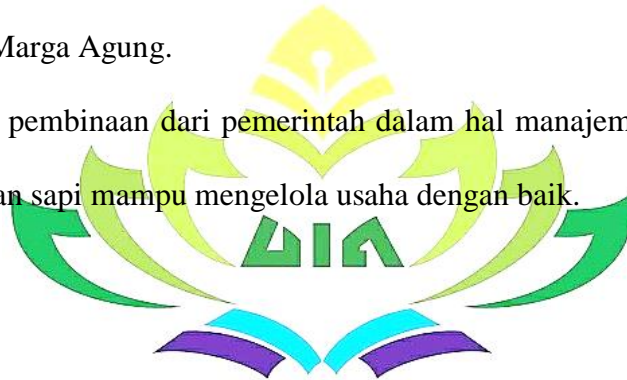 Marga Agung.
pembinaan dari pemerintah dalam hal manajem
an sapi mampu mengelola usaha dengan baik.
UIN